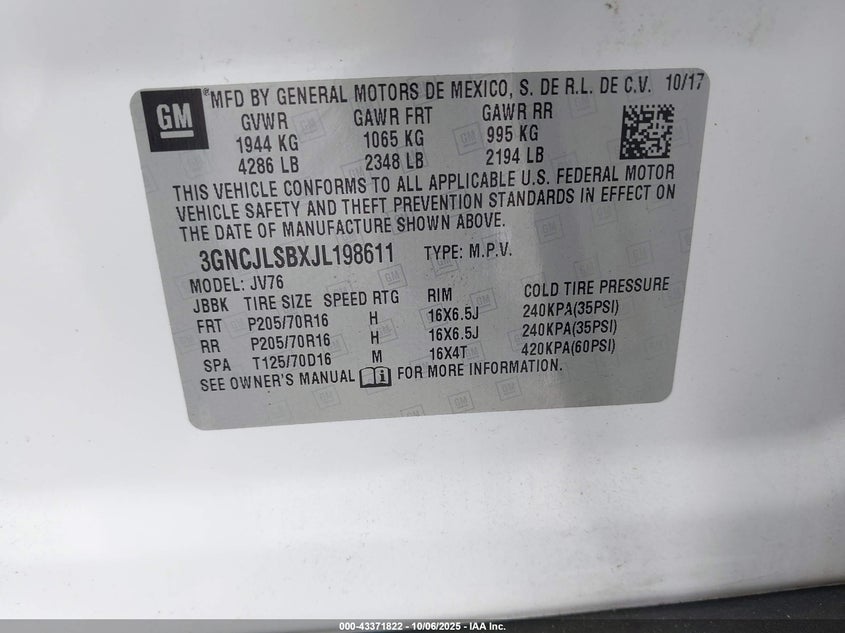 GM
®MFD BY GENERAL MOTORS DE MEXICO, S. DE R.L. DE C.V. 10/17
GVWR GAWR FRT GAWR RR
1944 KG 1065 KG 995 KG
4286 LB 2348 LB 2194 LB
THIS VEHICLE CONFORMS TO ALL APPLICABLE U.S. FEDERAL MOTOR
VEHICLE SAFETY AND THEFT PREVENTION STANDARDS IN EFFECT ON
THE DATE OF MANUFACTURE SHOWN ABOVE.
3GNCJLSBXJL198611 TYPE: M.P.V.
MODEL: JV76
JBBK TIRE SIZE SPEED RTG RIM COLD TIRE PRESSURE
FRT P205/70R16 H 16X6.5J 240KPA(35PSI)
RR P205/70R16 H 16X6.5J 240KPA(35PSI)
SPA T125/70D16 M 16X4T 420KPA(60PSI)
SEE OWNER'S MANUAL FOR MORE INFORMATION.
000-43371822 - 10/06/2025 - IAA Inc.